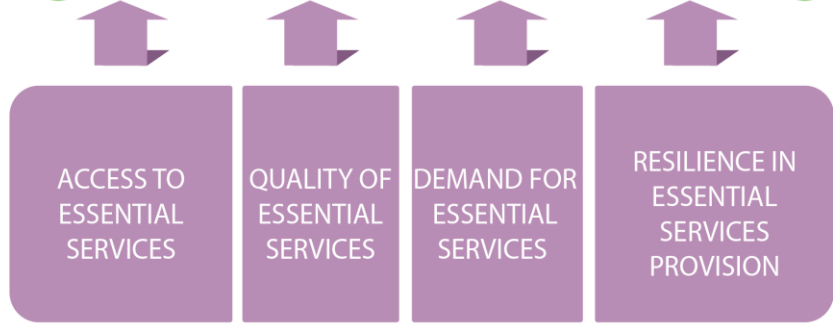 ACCESS TO
ESSENTIAL
SERVICES
QUALITY OF
ESSENTIAL
SERVICES
DEMAND FOR
ESSENTIAL
SERVICES
RESILIENCE IN
ESSENTIAL
SERVICES
PROVISION